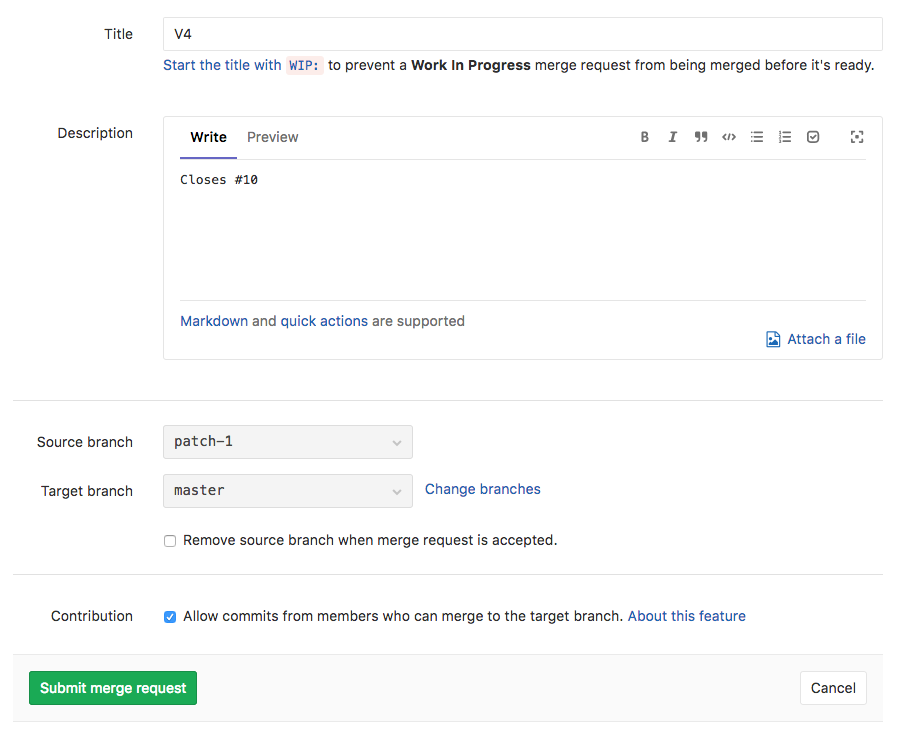 Title V4
Start the title with WIP: to prevent a Work In Progress merge request from being merged before it's ready.
Description Write Preview
Closes #10
Markdown and quick actions are supported
Attach a file
Source branch patch-1
Target branch master Change branches
Remove source branch when merge request is accepted.
Contribution Allow commits from members who can merge to the target branch. About this feature
Submit merge request Cancel